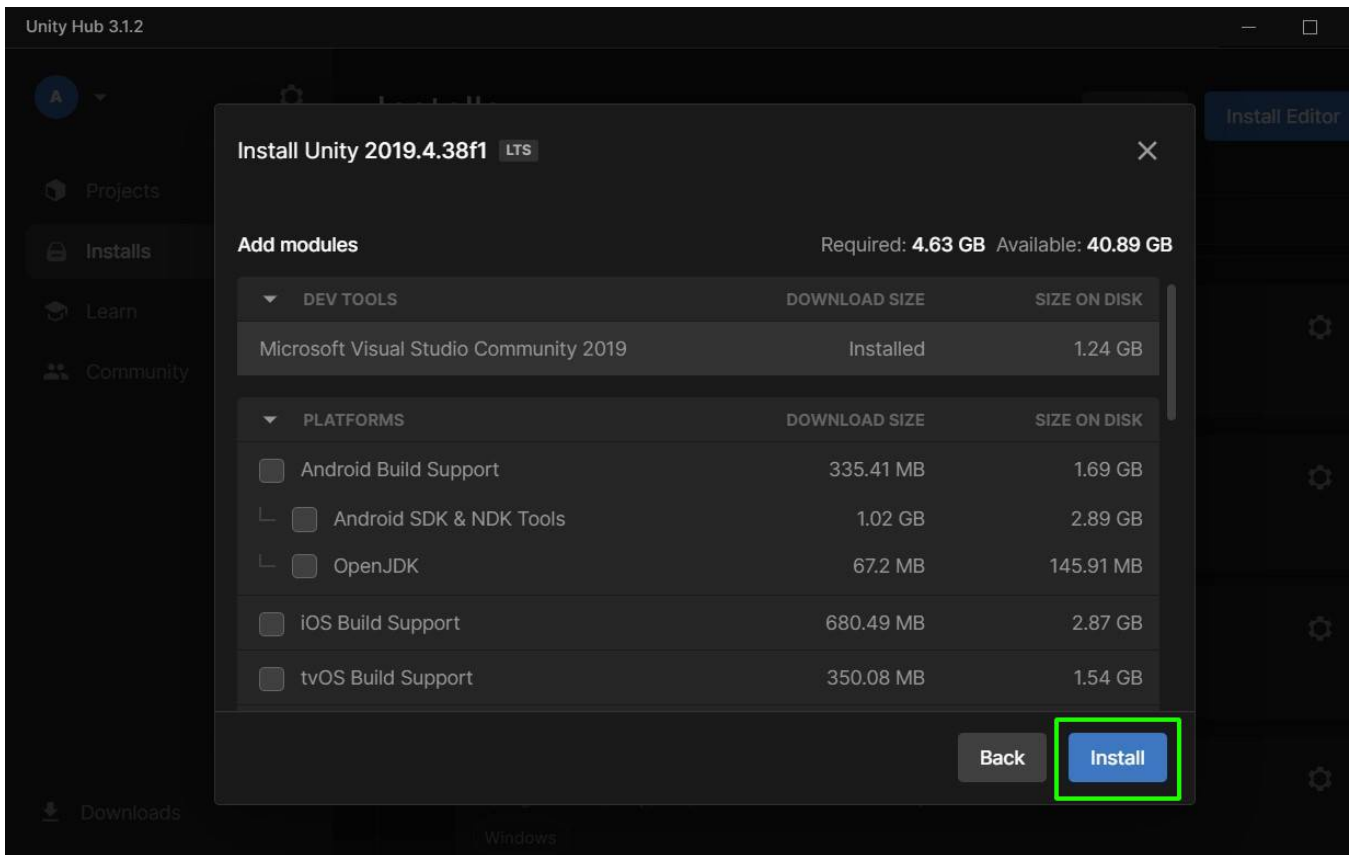 Unity Hub 3.1.2
A
Installs
Install Editor
Projects
Installs
Learn
Community
Downloads
Install Unity 2019.4.38f1 LTS
Add modules Required: 4.63 GB Available: 40.89 GB
DEV TOOLS DOWNLOAD SIZE SIZE ON DISK
Microsoft Visual Studio Community 2019 Installed 1.24 GB
PLATFORMS DOWNLOAD SIZE SIZE ON DISK
Android Build Support 335.41 MB 1.69 GB
Android SDK & NDK Tools 1.02 GB 2.89 GB
OpenJDK 67.2 MB 145.91 MB
iOS Build Support 680.49 MB 2.87 GB
tvOS Build Support 350.08 MB 1.54 GB
Back Install
Windows